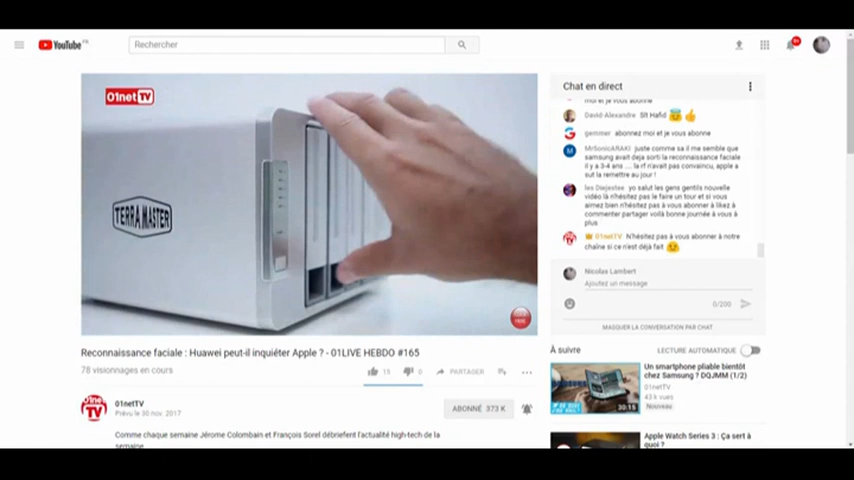 YouTube FR
Rechercher
9+
01net TV
TERRA MASTER
Reconnaissance faciale : Huawei peut-il inquiéter Apple ? - 01LIVE HEBDO #165
78 visionnages en cours
15
0
PARTAGER
01net TV
01netTV
Prévu le 30 nov. 2017
ABONNÉ 373 K
Comme chaque semaine Jérome Colombain et François Sorel débriefent l'actualité high-tech de la
semaine
Chat en direct
moi et je vous abonne
David Alexandre Slt Hafid
gemmer abonnez moi et je vous abonne
MrSonicARAKI juste comme sa il me semble que
samsung avait deja sorti la reconnaissance faciale
il y a 3-4 ans .... la rf n'avait pas convaincu, apple a
sut la remettre au jour !
les Diejestee yo salut les gens gentils nouvelle
vidéo là n'hésitez pas le faire un tour et si vous
aimez bien n'hésitez pas à vous abonner à likez à
commenter partager voilà bonne journée à vous à
plus
01netTV N'hésitez pas à vous abonner à notre
chaîne si ce n'est déjà fait
Nicolas Lambert
Ajoutez un message
0/200
MASQUER LA CONVERSATION PAR CHAT
À suivre
LECTURE AUTOMATIQUE
Un smartphone pliable bientôt
chez Samsung ? DQJMM (1/2)
01netTV
43 k vues
Nouveau
30:15
Apple Watch Series 3 : Ça sert à
quoi ?